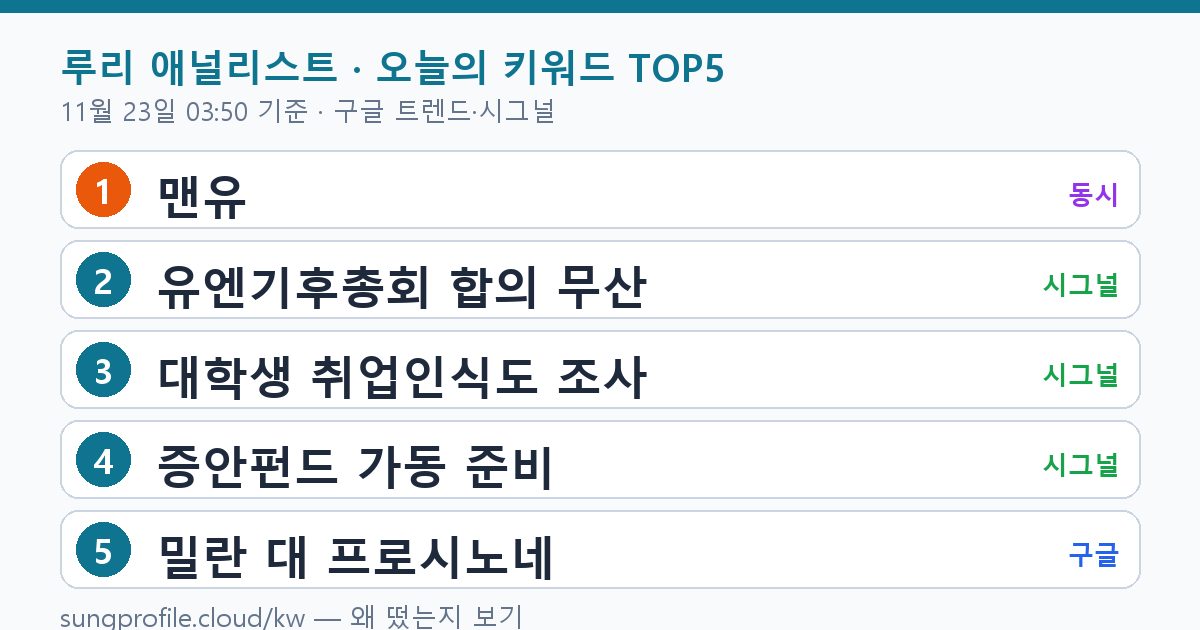 루리 애널리스트 · 오늘의 키워드 TOP5
11월 23일 03:50 기준 · 구글 트렌드·시그널
1 맨유 동시
2 유엔기후총회 합의 무산 시그널
3 대학생 취업인식도 조사 시그널
4 증안펀드 가동 준비 시그널
5 밀란 대 프로시노네 구글
sungprofile.cloud/kw — 왜 떴는지 보기